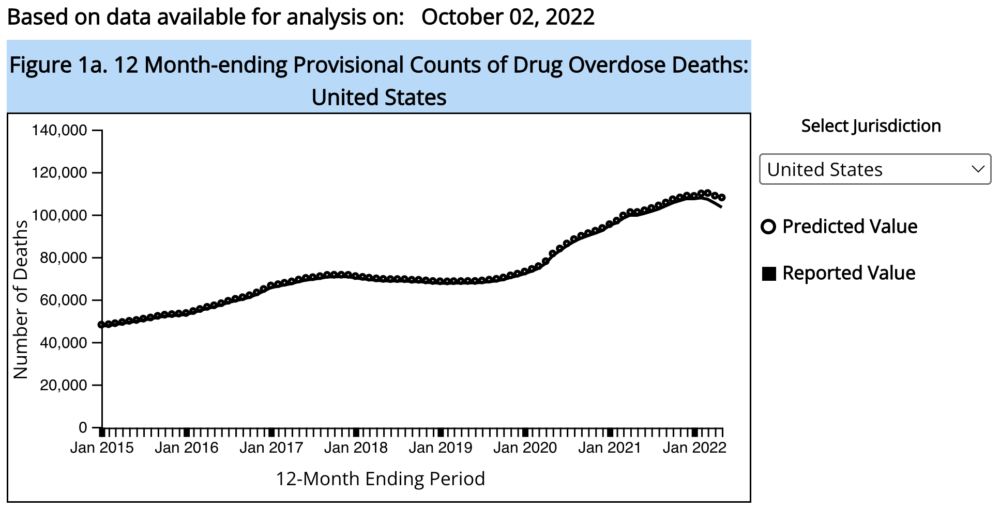 Based on data available for analysis on: October 02, 2022
Figure 1a. 12 Month-ending Provisional Counts of Drug Overdose Deaths:
United States
Number of Deaths
140,000
120,000
100,000
80,000
60,000
40,000
20,000
0
Jan 2015 Jan 2016 Jan 2017 Jan 2018 Jan 2019 Jan 2020 Jan 2021 Jan 2022
12-Month Ending Period
Select Jurisdiction
United States
Predicted Value
Reported Value